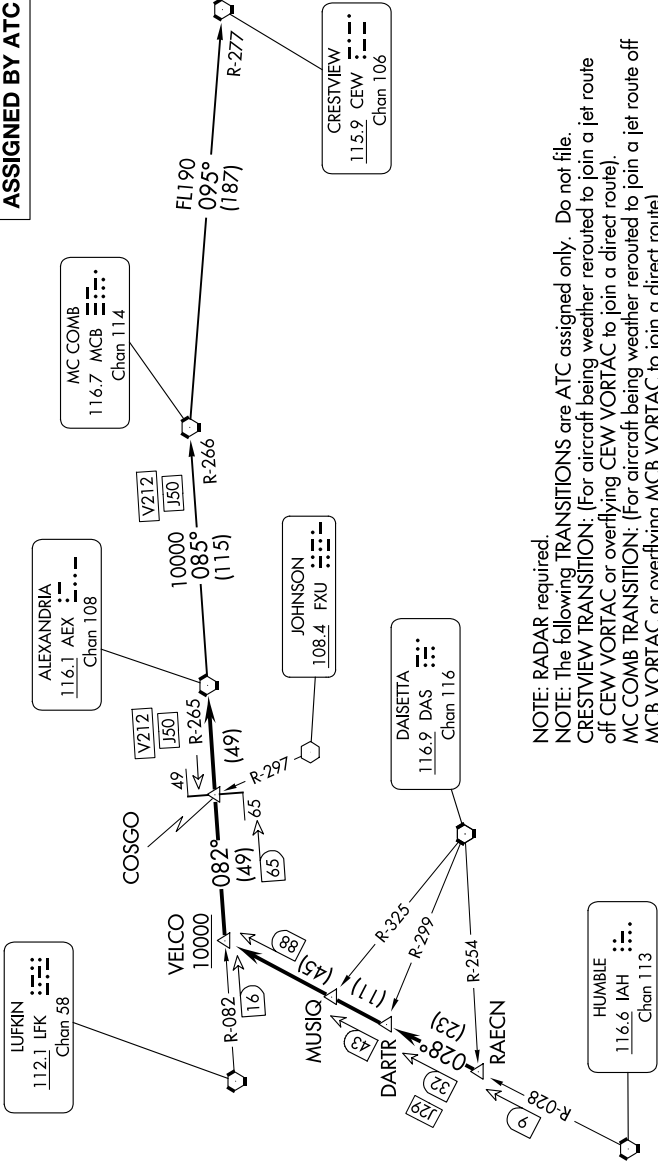 ASSIGNED BY ATC
LUFKIN
112.1 LFK
Chan 58
ALEXANDRIA
116.1 AEX
Chan 108
MC COMB
116.7 MCB
Chan 114
CRESTVIEW
115.9 CEW
Chan 106
JOHNSON
108.4 FXU
DAISETTA
116.9 DAS
Chan 116
HUMBLE
116.6 IAH
Chan 113
R-277
FL190
095°
(187)
R-266
V212
J50
10000
085°
(115)
V212
J50
R-265
(49)
49
COSGO
R-297
65
65
082°
(49)
VELCO
10000
R-082
16
88
(45)
MUSIQ
R-325
43
(11)
DARTR
R-299
028°
(23)
32
J29
RAECN
R-254
9
R-028
NOTE: RADAR required.
NOTE: The following TRANSITIONS are ATC assigned only. Do not file.
CRESTVIEW TRANSITION: (For aircraft being weather rerouted to join a jet route
off CEW VORTAC or overflying CEW VORTAC to join a direct route).
MC COMB TRANSITION: (For aircraft being weather rerouted to join a jet route off
MCB VORTAC or overflying MCB VORTAC to join a direct route)